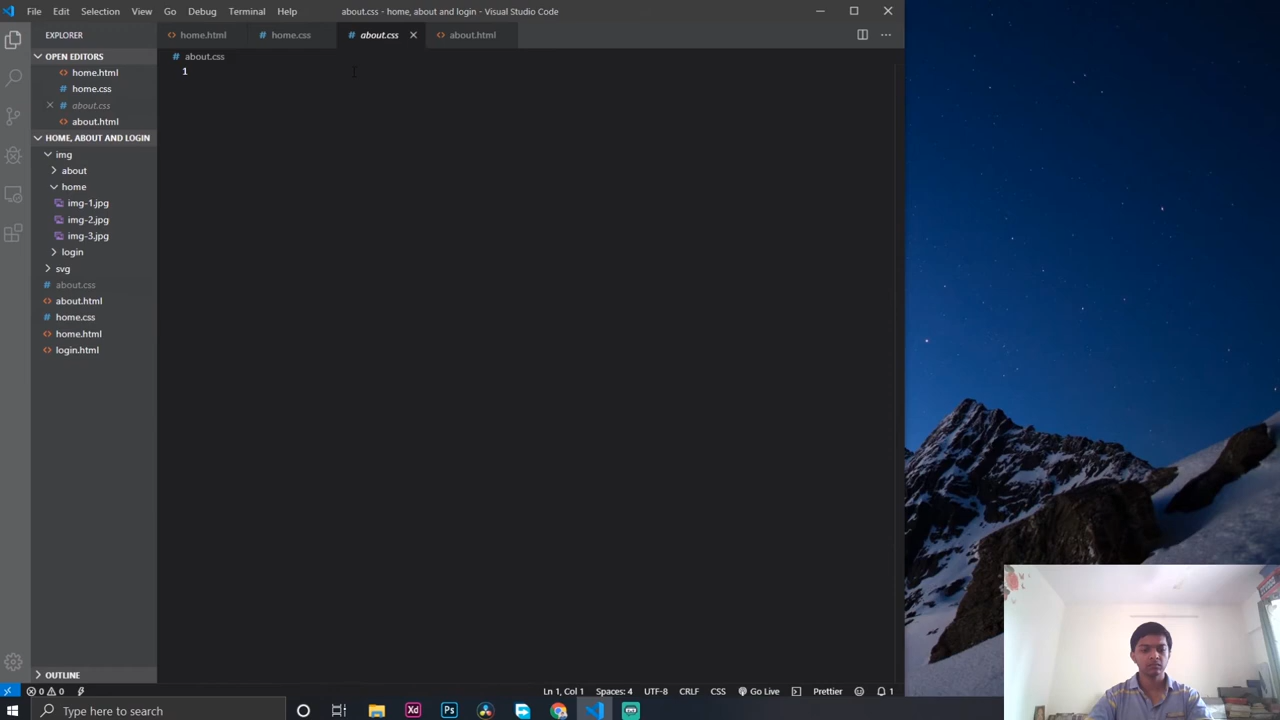 File Edit Selection View Go Debug Terminal Help about.css - home, about and login - Visual Studio Code
EXPLORER
home.html home.css about.css about.html
OPEN EDITORS
home.html
home.css
about.css
about.html
HOME, ABOUT AND LOGIN
img
about
home
img-1.jpg
img-2.jpg
img-3.jpg
login
svg
about.css
about.html
home.css
home.html
login.html
OUTLINE
# about.css
1
0 0 Ln 1, Col 1 Spaces: 4 UTF-8 CRLF CSS Go Live Prettier 1
Type here to search
Xd Ps